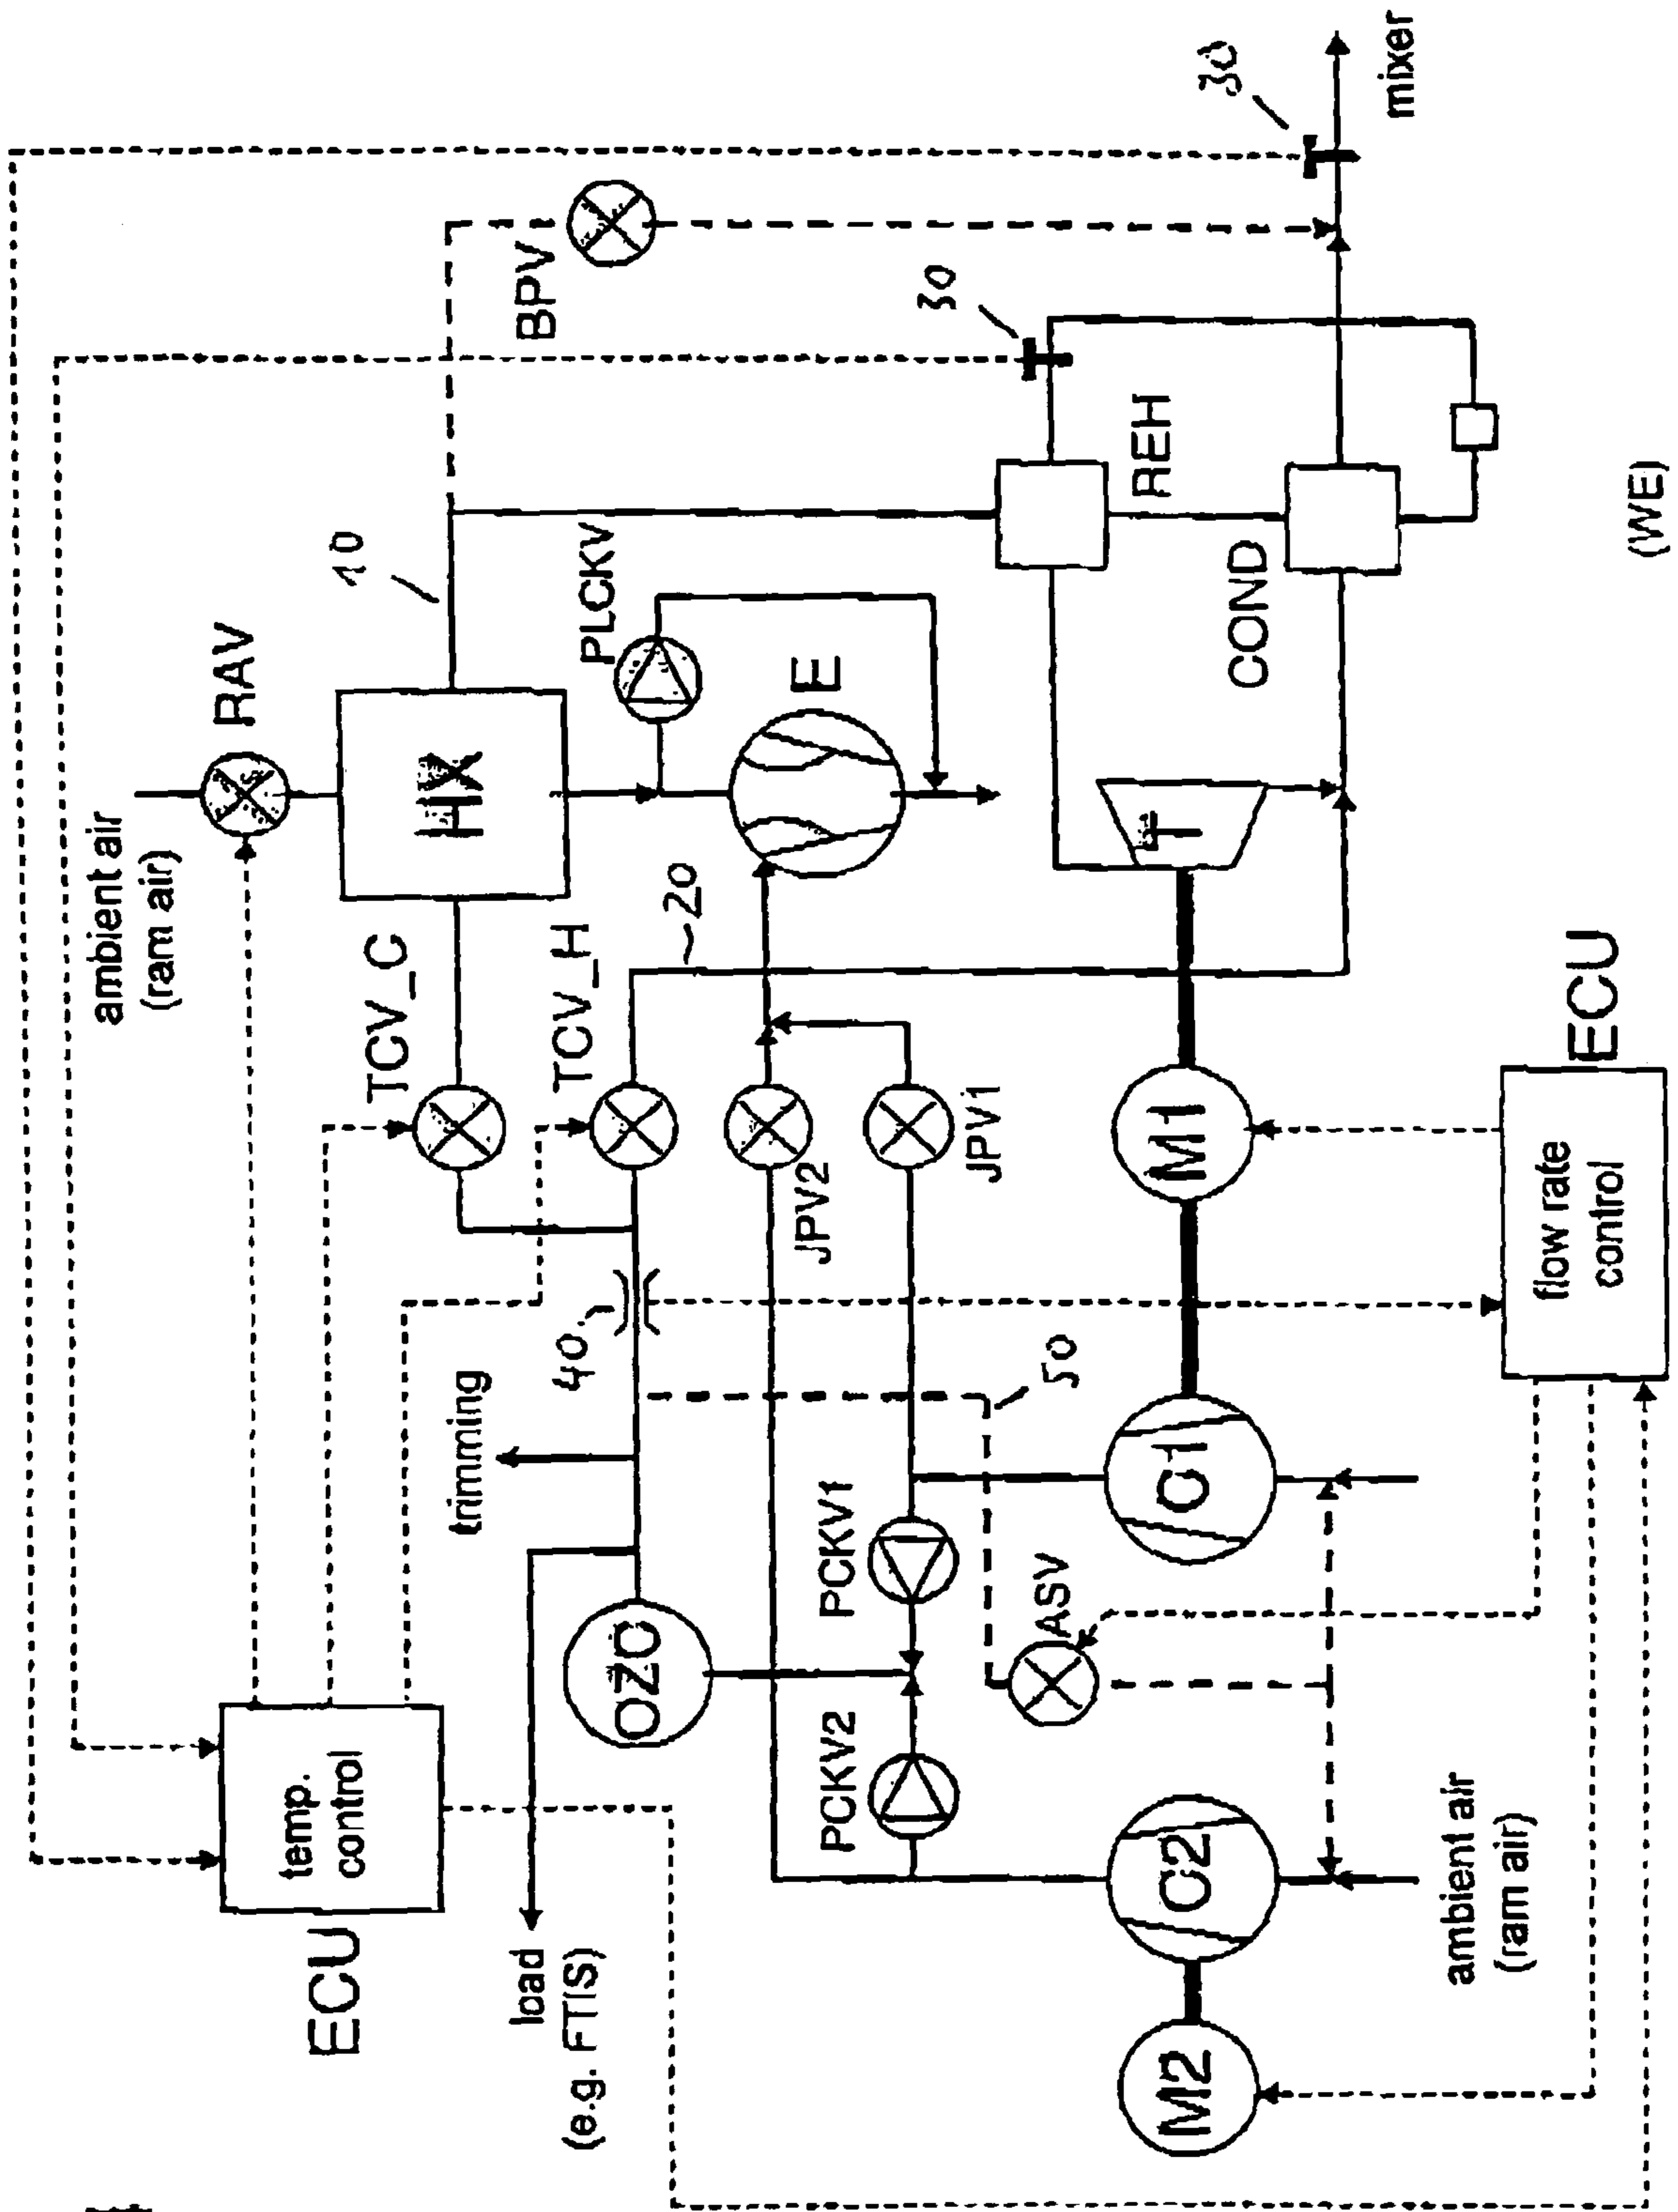 ambient air
(ram air)
RAV
HX
10
BPV
30
mixer
30
PLCKV
E
REH
COND
(WE)
TCV_C
TCV_H
20
T
JPV2
JPV1
M1
ECU
flow rate
control
40
50
trimming
C1
PCKV1
ASV
OZO
PCKV2
temp.
control
ECU
load
(e.g. FTIS)
C2
M2
ambient air
(ram air)